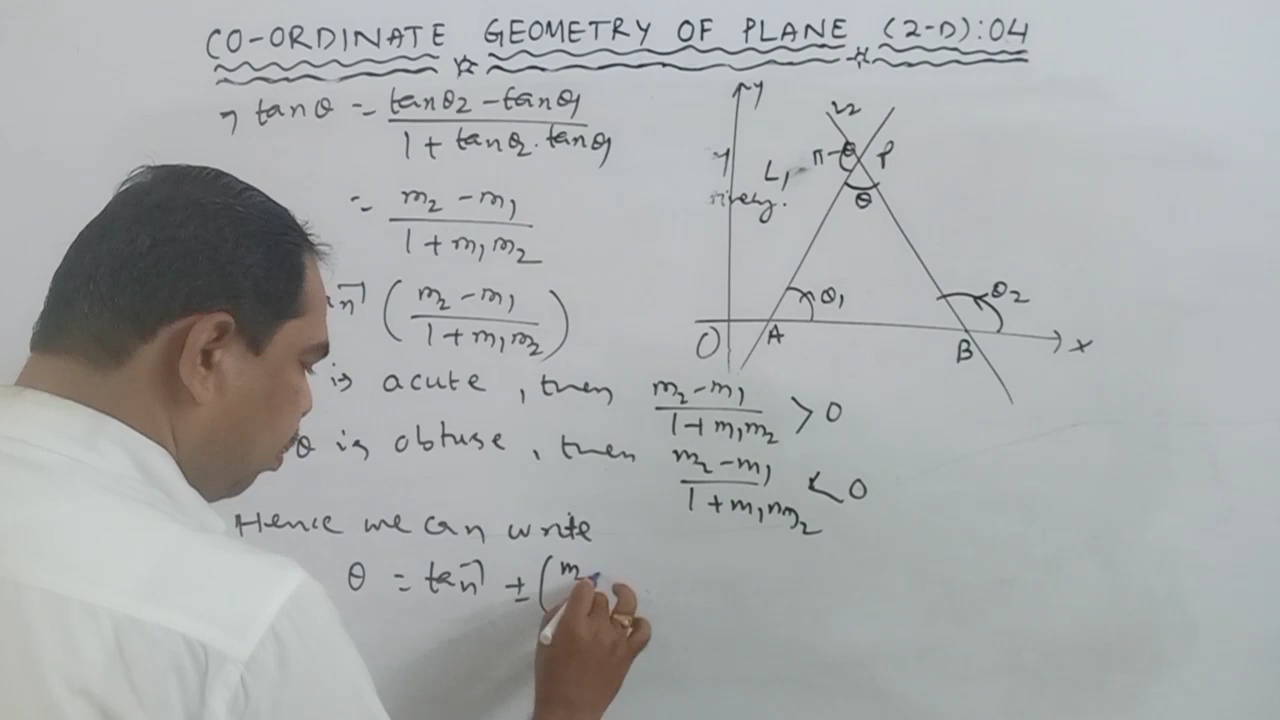 CO-ORDINATE GEOMETRY OF PLANE (2-D):04
⇒ tanθ = (tanθ2 - tanθ1) / (1 + tanθ2 . tanθ1)
= (m2 - m1) / (1 + m1m2)
((m2 - m1) / (1 + m1m2))
is acute, then (m2 - m1) / (1 + m1m2) > 0
θ is obtuse, then (m2 - m1) / (1 + m1m2) < 0
Hence we can write
θ = tan⁻¹ ± (m2
y
L2
L1
π-θ
P
θ
θ1
θ2
O
A
B
x